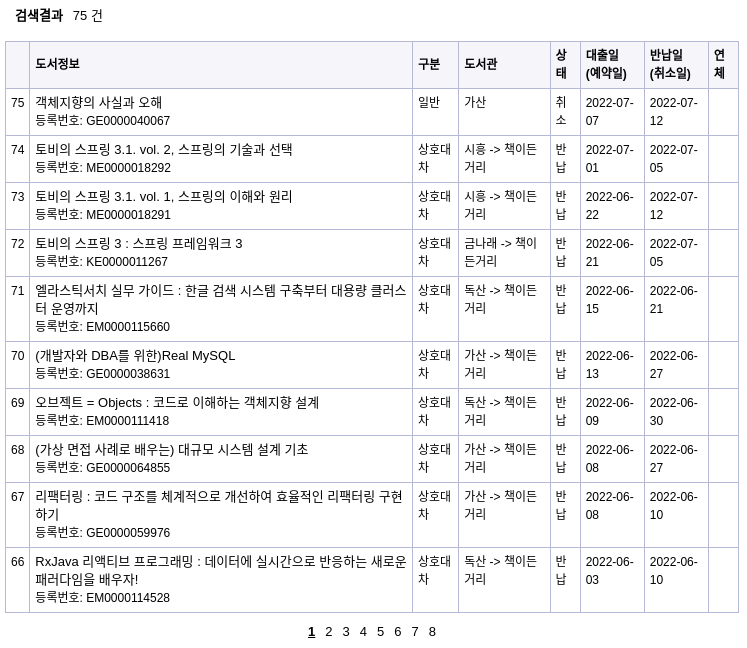 검색결과 75 건
도서정보 구분 도서관 상태 대출일(예약일) 반납일(취소일) 연체
75 객체지향의 사실과 오해 일반 가산 취소 2022-07-07 2022-07-12
등록번호: GE0000040067
74 토비의 스프링 3.1. vol. 2, 스프링의 기술과 선택 상호대차 시흥 -> 책이든거리 반납 2022-07-01 2022-07-05
등록번호: ME0000018292
73 토비의 스프링 3.1. vol. 1, 스프링의 이해와 원리 상호대차 시흥 -> 책이든거리 반납 2022-06-22 2022-07-12
등록번호: ME0000018291
72 토비의 스프링 3 : 스프링 프레임워크 3 상호대차 금나래 -> 책이든거리 반납 2022-06-21 2022-07-05
등록번호: KE0000011267
71 엘라스틱서치 실무 가이드 : 한글 검색 시스템 구축부터 대용량 클러스터 운영까지 상호대차 독산 -> 책이든거리 반납 2022-06-15 2022-06-21
등록번호: EM0000115660
70 (개발자와 DBA를 위한)Real MySQL 상호대차 가산 -> 책이든거리 반납 2022-06-13 2022-06-27
등록번호: GE0000038631
69 오브젝트 = Objects : 코드로 이해하는 객체지향 설계 상호대차 독산 -> 책이든거리 반납 2022-06-09 2022-06-30
등록번호: EM0000111418
68 (가상 면접 사례로 배우는) 대규모 시스템 설계 기초 상호대차 가산 -> 책이든거리 반납 2022-06-08 2022-06-27
등록번호: GE0000064855
67 리팩터링 : 코드 구조를 체계적으로 개선하여 효율적인 리팩터링 구현하기 상호대차 가산 -> 책이든거리 반납 2022-06-08 2022-06-10
등록번호: GE0000059976
66 RxJava 리액티브 프로그래밍 : 데이터에 실시간으로 반응하는 새로운 패러다임을 배우자! 상호대차 독산 -> 책이든거리 반납 2022-06-03 2022-06-10
등록번호: EM0000114528
1 2 3 4 5 6 7 8